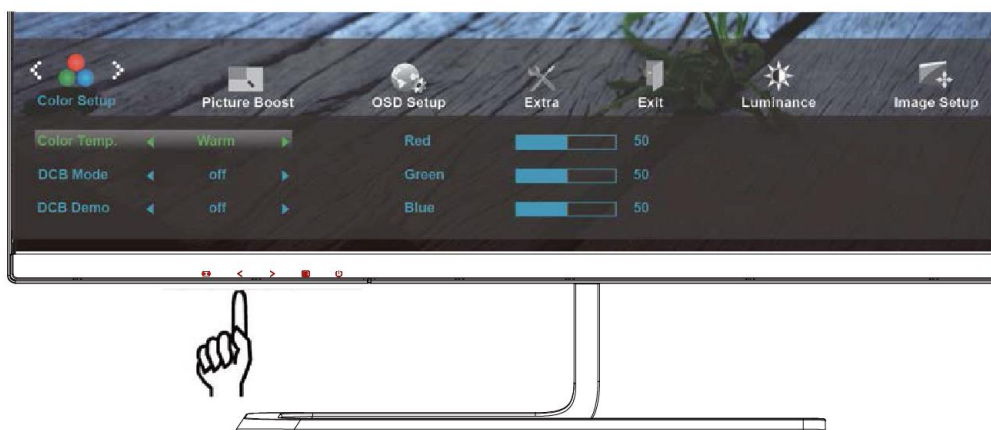 Color Setup Picture Boost OSD Setup Extra Exit Luminance Image Setup
Color Temp. Warm Red 50
DCB Mode off Green 50
DCB Demo off Blue 50